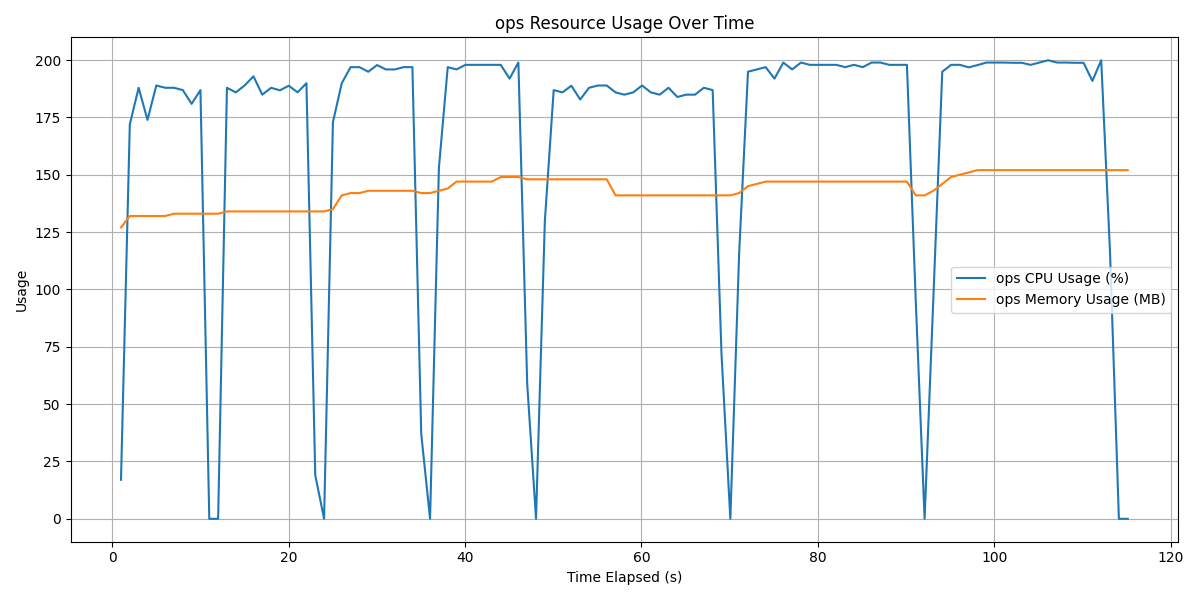 ops Resource Usage Over Time
200
175
150
125
100
75
50
25
0
Usage
ops CPU Usage (%)
ops Memory Usage (MB)
0 20 40 60 80 100 120
Time Elapsed (s)